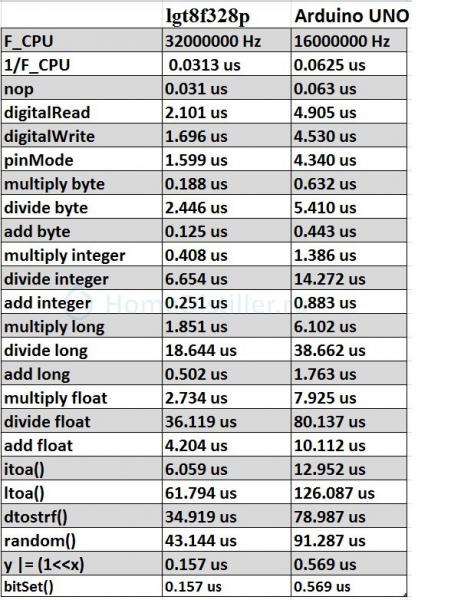 lgt8f328p Arduino UNO
F_CPU 32000000 Hz 16000000 Hz
1/F_CPU 0.0313 us 0.0625 us
nop 0.031 us 0.063 us
digitalRead 2.101 us 4.905 us
digitalWrite 1.696 us 4.530 us
pinMode 1.599 us 4.340 us
multiply byte 0.188 us 0.632 us
divide byte 2.446 us 5.410 us
add byte 0.125 us 0.443 us
multiply integer 0.408 us 1.386 us
divide integer 6.654 us 14.272 us
add integer 0.251 us 0.883 us
multiply long 1.851 us 6.102 us
divide long 18.644 us 38.662 us
add long 0.502 us 1.763 us
multiply float 2.734 us 7.925 us
divide float 36.119 us 80.137 us
add float 4.204 us 10.112 us
itoa() 6.059 us 12.952 us
ltoa() 61.794 us 126.087 us
dtostrf() 34.919 us 78.987 us
random() 43.144 us 91.287 us
y |= (1<<x) 0.157 us 0.569 us
bitSet() 0.157 us 0.569 us